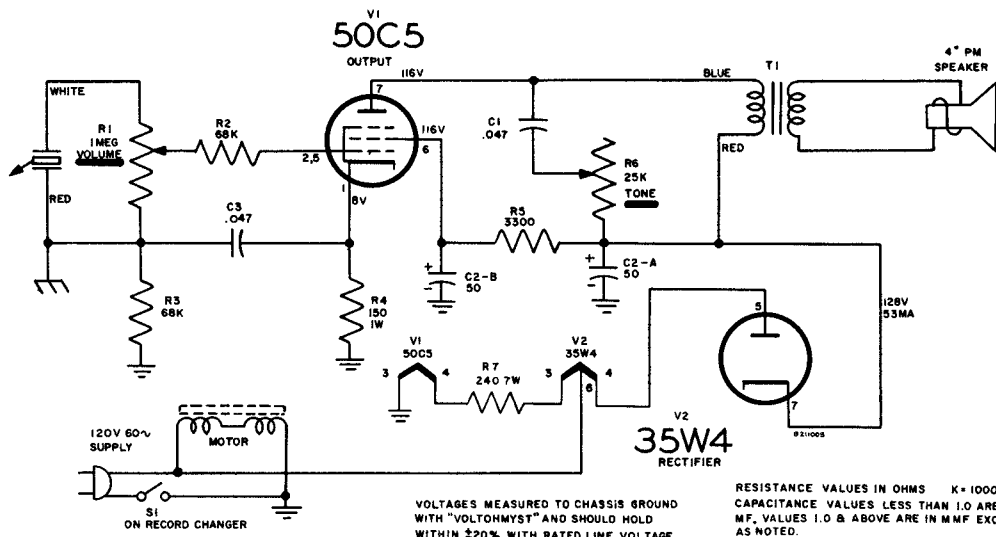 V1
50C5
OUTPUT
116V
7
BLUE
T1
4" PM
SPEAKER
WHITE
R1
1 MEG
VOLUME
R2
68K
2,5
116V
6
C1
.047
RED
R6
25K
TONE
1
8V
RED
C3
.047
R5
3300
C2-B
50
C2-A
50
R3
68K
R4
150
1W
128V
53MA
5
V1
50C5
V2
35W4
3
4
R7
240 7W
3
4
6
7
V2
35W4
RECTIFIER
120V 60~
SUPPLY
MOTOR
S1
ON RECORD CHANGER
VOLTAGES MEASURED TO CHASSIS GROUND
WITH "VOLTOHMYST" AND SHOULD HOLD
WITHIN ±20% WITH RATED LINE VOLTAGE
RESISTANCE VALUES IN OHMS K=1000
CAPACITANCE VALUES LESS THAN 1.0 ARE
MF, VALUES 1.0 & ABOVE ARE IN MMF EXC
AS NOTED.